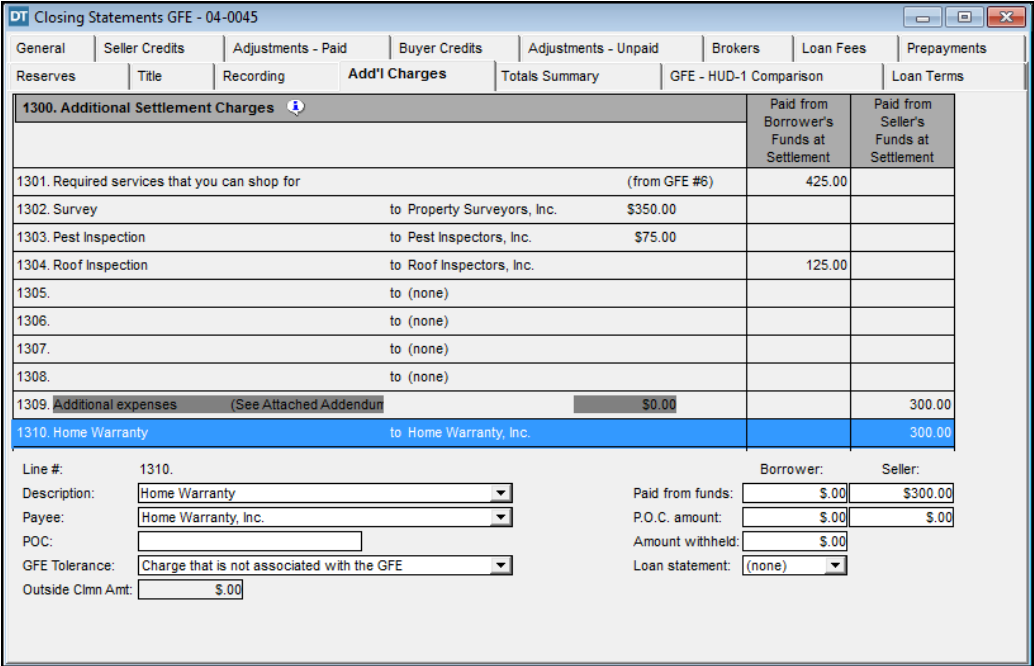 DT Closing Statements GFE - 04-0045
General Seller Credits Adjustments - Paid Buyer Credits Adjustments - Unpaid Brokers Loan Fees Prepayments
Reserves Title Recording Add'l Charges Totals Summary GFE - HUD-1 Comparison Loan Terms
1300. Additional Settlement Charges
Paid from Borrower's Funds at Settlement
Paid from Seller's Funds at Settlement
1301. Required services that you can shop for (from GFE #6) 425.00
1302. Survey to Property Surveyors, Inc. $350.00
1303. Pest Inspection to Pest Inspectors, Inc. $75.00
1304. Roof Inspection to Roof Inspectors, Inc. 125.00
1305. to (none)
1306. to (none)
1307. to (none)
1308. to (none)
1309. Additional expenses (See Attached Addendum $0.00 300.00
1310. Home Warranty to Home Warranty, Inc. 300.00
Line #: 1310. Borrower: Seller:
Description: Home Warranty Paid from funds: $.00 $300.00
Payee: Home Warranty, Inc. P.O.C. amount: $.00 $.00
POC: Amount withheld: $.00
GFE Tolerance: Charge that is not associated with the GFE Loan statement: (none)
Outside Clmn Amt: $.00